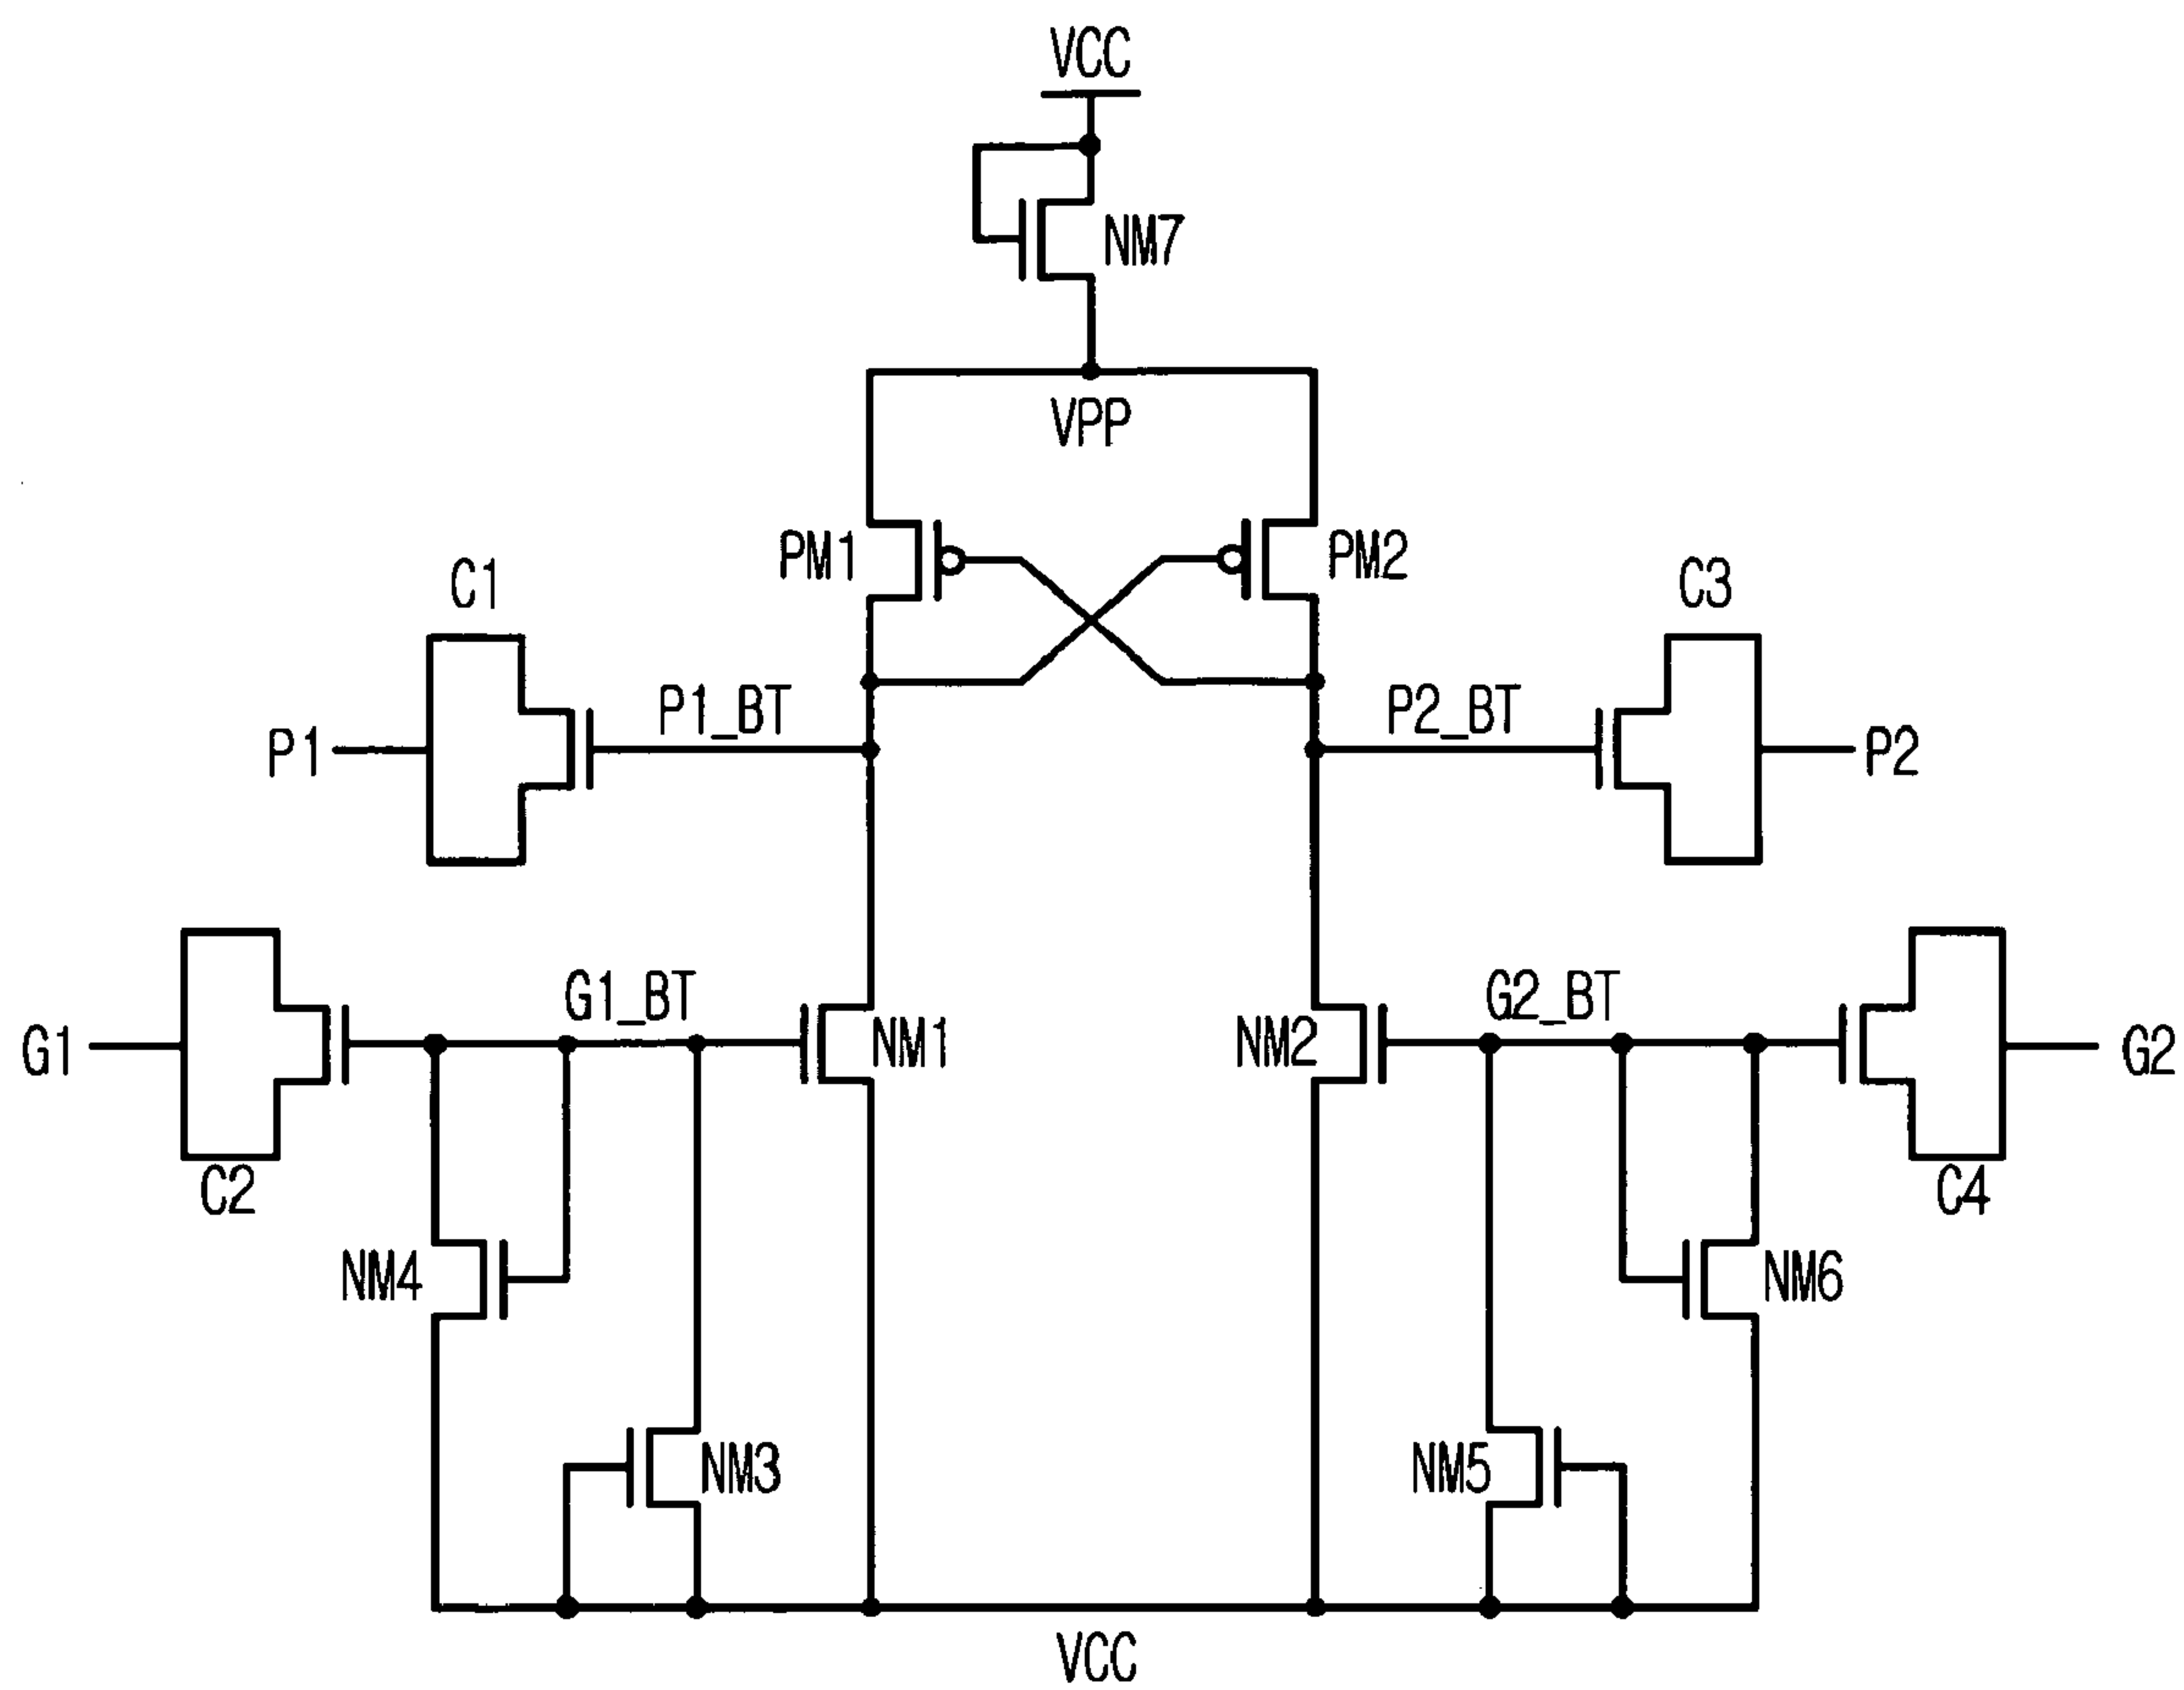 VCC
NM7
VPP
PM1
PM2
C1
C3
P1
P1_BT
P2_BT
P2
G1
G1_BT
NM1
NM2
G2_BT
G2
C2
C4
NM4
NM6
NM3
NM5
VCC